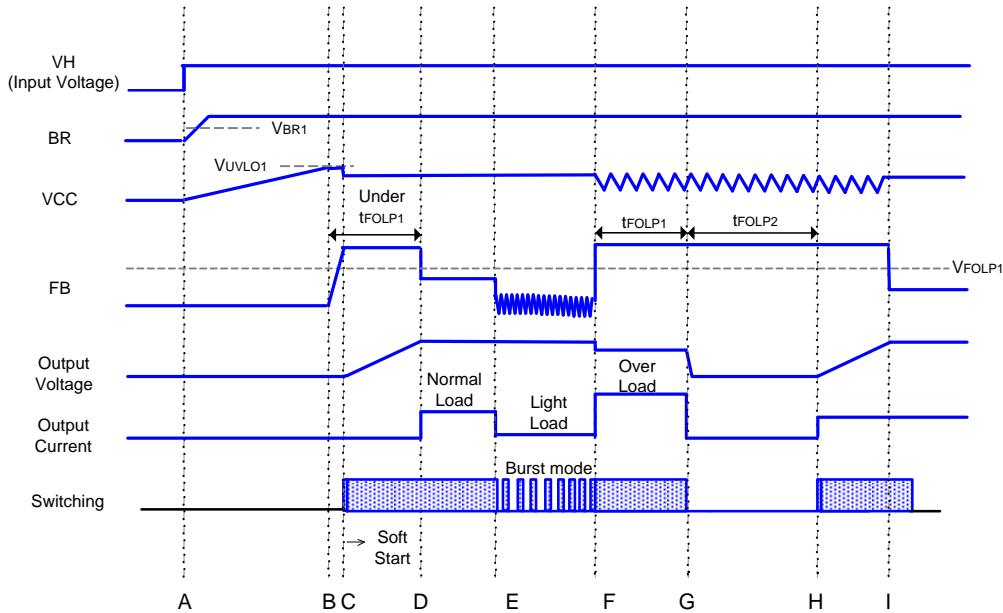 VH
(Input Voltage)
BR
VBR1
VUVLO1
VCC
Under
tFOLP1
tFOLP1
tFOLP2
VFOLP1
FB
Output
Voltage
Normal
Load
Light
Load
Over
Load
Output
Current
Burst mode
Switching
→ Soft
Start
A B C D E F G H I